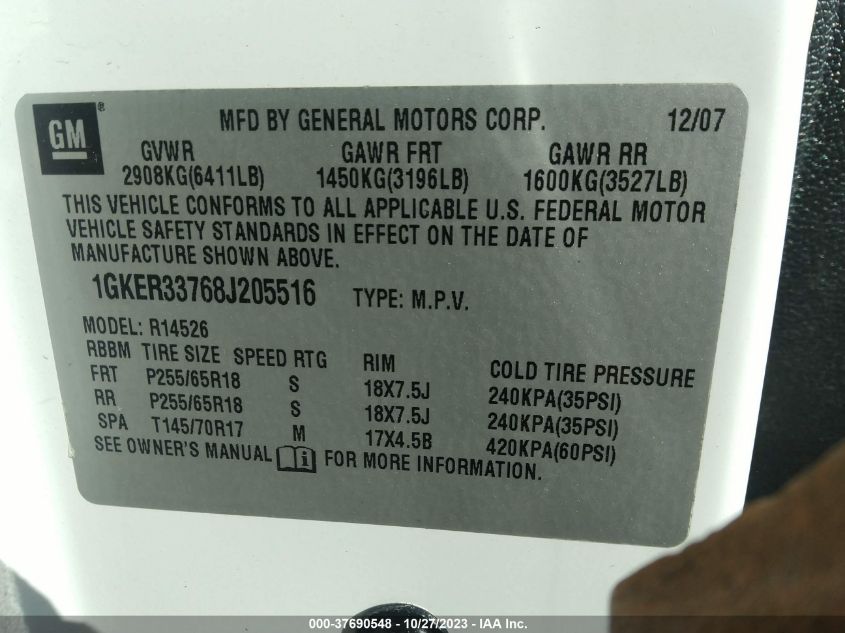 GM®
MFD BY GENERAL MOTORS CORP. 12/07
GVWR GAWR FRT GAWR RR
2908KG(6411LB) 1450KG(3196LB) 1600KG(3527LB)
THIS VEHICLE CONFORMS TO ALL APPLICABLE U.S. FEDERAL MOTOR
VEHICLE SAFETY STANDARDS IN EFFECT ON THE DATE OF
MANUFACTURE SHOWN ABOVE.
1GKER33768J205516 TYPE: M.P.V.
MODEL: R14526
RBBM TIRE SIZE SPEED RTG RIM COLD TIRE PRESSURE
FRT P255/65R18 S 18X7.5J 240KPA(35PSI)
RR P255/65R18 S 18X7.5J 240KPA(35PSI)
SPA T145/70R17 M 17X4.5B 420KPA(60PSI)
SEE OWNER'S MANUAL FOR MORE INFORMATION.
000-37690548 - 10/27/2023 - IAA Inc.